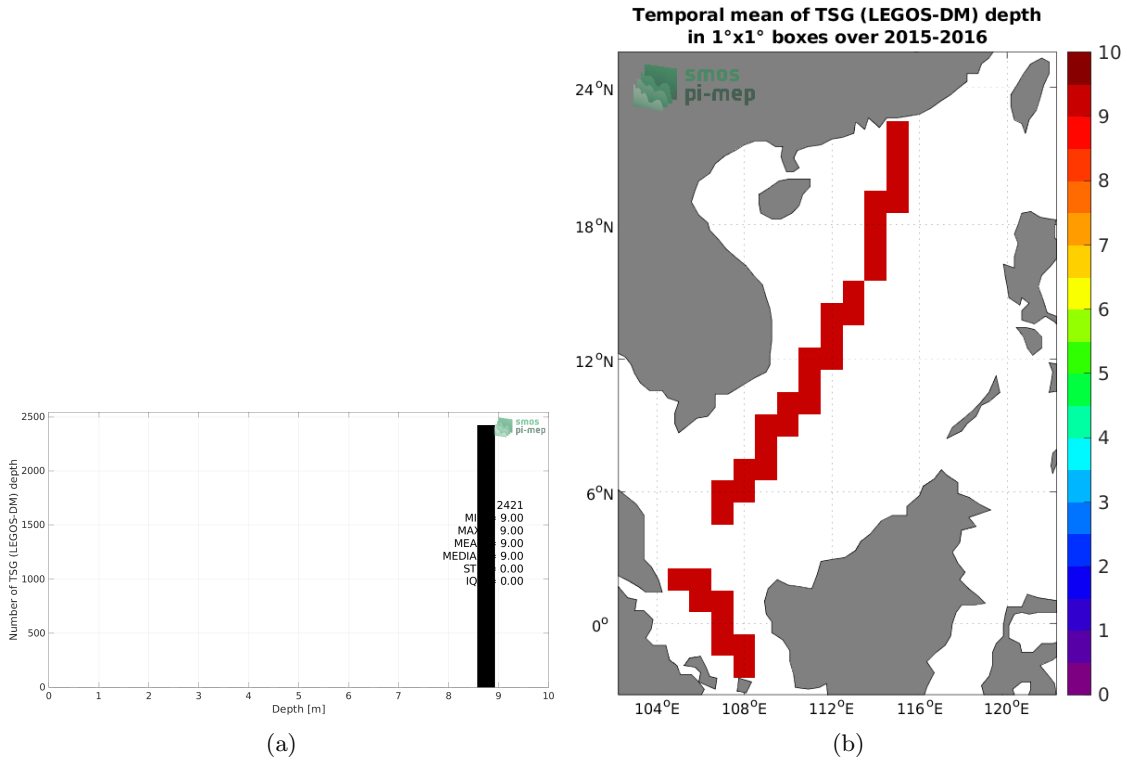 Temporal mean of TSG (LEGOS-DM) depth
in 1°x1° boxes over 2015-2016
smos
pi-mep
24°N
18°N
12°N
6°N
0°
104°E 108°E 112°E 116°E 120°E
10
9
8
7
6
5
4
3
2
1
0
2500
2000
1500
1000
500
0
Number of TSG (LEGOS-DM) depth
smos
pi-mep
2421
9.00
9.00
9.00
9.00
0.00
0.00
0 1 2 3 4 5 6 7 8 9 10
Depth [m]
(a)
(b)